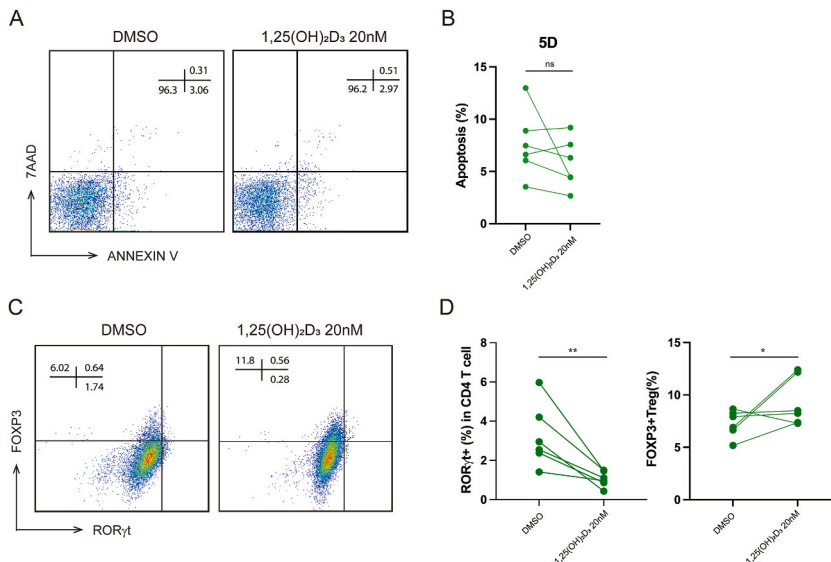 A
DMSO
1,25(OH)₂D₃ 20nM
0.31
96.3 3.06
0.51
96.2 2.97
7AAD
ANNEXIN V
B
5D
ns
Apoptosis (%)
15
10
5
0
DMSO
1,25(OH)₂D₃ 20nM
C
DMSO
1,25(OH)₂D₃ 20nM
6.02 0.64
1.74
11.8 0.56
0.28
FOXP3
RORγt
D
RORγt+ (%) in CD4 T cell
8
6
4
2
0
**
DMSO
1,25(OH)₂D₃ 20nM
FOXP3+Treg(%)
15
10
5
0
*
DMSO
1,25(OH)₂D₃ 20nM